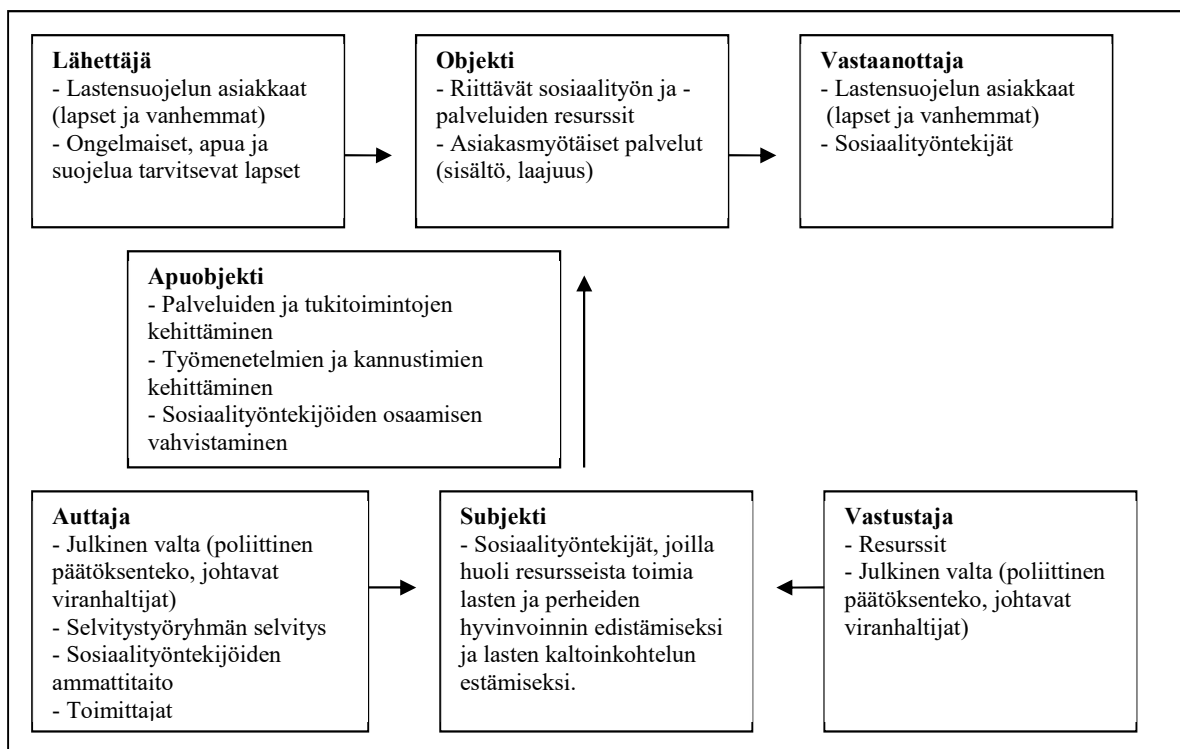 Lähettäjä
- Lastensuojelun asiakkaat
(lapset ja vanhemmat)
- Ongelmaiset, apua ja
suojelua tarvitsevat lapset
Objekti
- Riittävät sosiaalityön ja -
palveluiden resurssit
- Asiakasmyötäiset palvelut
(sisältö, laajuus)
Vastaanottaja
- Lastensuojelun asiakkaat
(lapset ja vanhemmat)
- Sosiaalityöntekijät
Apuobjekti
- Palveluiden ja tukitoimintojen
kehittäminen
- Työmenetelmien ja kannustimien
kehittäminen
- Sosiaalityöntekijöiden osaamisen
vahvistaminen
Auttaja
- Julkinen valta (poliittinen
päätöksenteko, johtavat
viranhaltijat)
- Selvitystyöryhmän selvitys
- Sosiaalityöntekijöiden
ammattitaito
- Toimittajat
Subjekti
- Sosiaalityöntekijät, joilla
huoli resursseista toimia
lasten ja perheiden
hyvinvoinnin edistämiseksi
ja lasten kaltoinkohtelun
estämiseksi.
Vastustaja
- Resurssit
- Julkinen valta (poliittinen
päätöksenteko, johtavat
viranhaltijat)